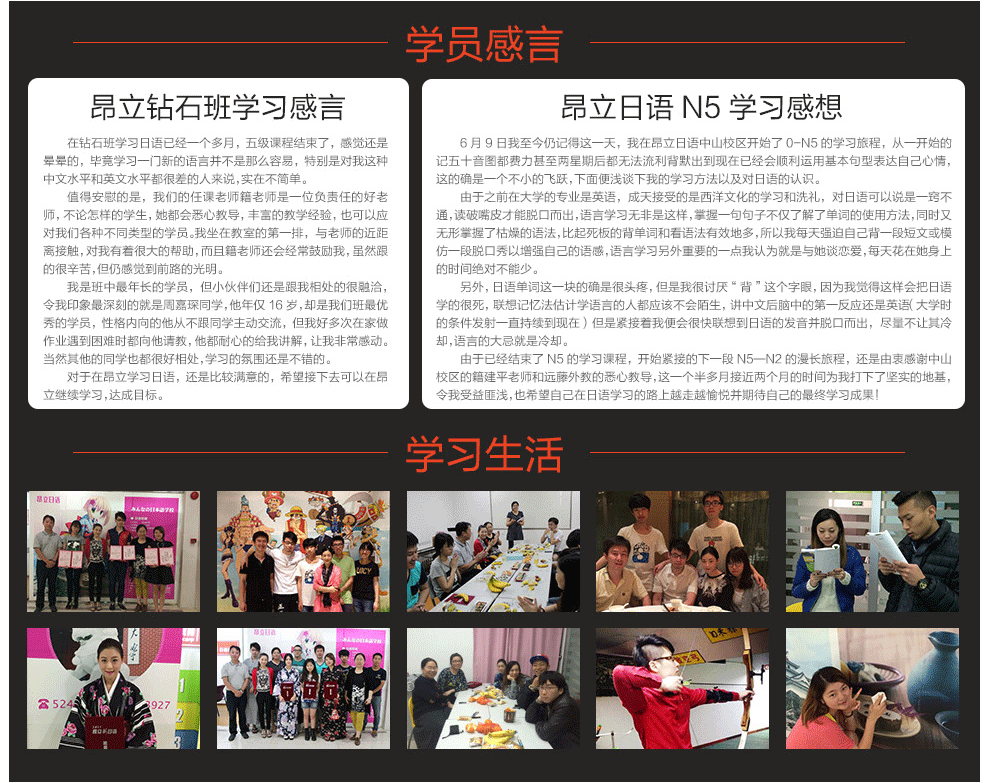 学员感言
昂立钻石班学习感言
在钻石班学习日语已经一个多月，五级课程结束了，感觉还是
晕晕的，毕竟学习一门新的语言并不是那么容易，特别是对我这种
中文水平和英文水平都很差的人来说,实在不简单。
值得安慰的是，我们的任课老师籍老师是一位负责任的好老
师，不论怎样的学生，她都会悉心教导，丰富的教学经验，也可以应
对我们各种不同类型的学员。我坐在教室的第一排，与老师的近距
离接触，对我有着很大的帮助，而且籍老师还会经常鼓励我，虽然跟
的很辛苦，但仍感觉到前路的光明。
我是班中最年长的学员，但小伙伴们还是跟我相处的很融洽，
令我印象最深刻的就是周嘉琛同学，他年仅 16 岁，却是我们班最优
秀的学员，性格内向的他从不跟同学主动交流，但我好多次在家做
作业遇到困难时都向他请教，他都耐心的给我讲解，让我非常感动。
当然其他的同学也都很好相处,学习的氛围还是不错的。
对于在昂立学习日语，还是比较满意的，希望接下去可以在昂
立继续学习,达成目标。
昂立日语 N5 学习感想
6 月 9 日我至今仍记得这一天，我在昂立日语中山校区开始了 0-N5 的学习旅程，从一开始的
记五十音图都费力甚至两星期后都无法流利背默出到现在已经会顺利运用基本句型表达自己心情，
这的确是一个不小的飞跃，下面便浅谈下我的学习方法以及对日语的认识。
由于之前在大学的专业是英语，成天接受的是西洋文化的学习和洗礼，对日语可以说是一窍不
通，读破嘴皮才能脱口而出，语言学习无非是这样，掌握一句句子不仅了解了单词的使用方法，同时又
无形掌握了枯燥的语法，比起死板的背单词和看语法有效地多，所以我每天强迫自己背一段短文或模
仿一段脱口秀以增强自己的语感，语言学习另外重要的一点我认为就是与她谈恋爱，每天花在她身上
的时间绝对不能少。
另外，日语单词这一块的确是很头疼，但是我很讨厌“背”这个字眼，因为我觉得这样会把日语
学的很死，联想记忆法估计学语言的人都应该不会陌生，讲中文后脑中的第一反应还是英语（大学时
的条件发射一直持续到现在）但是紧接着我便会很快联想到日语的发音并脱口而出，尽量不让其冷
却，语言的大忌就是冷却。
由于已经结束了 N5 的学习课程，开始紧接的下一段 N5—N2 的漫长旅程，还是由衷感谢中山
校区的籍建平老师和远藤外教的悉心教导，这一个半多月接近两个月的时间为我打下了坚实的地基，
令我受益匪浅,也希望自己在日语学习的路上越走越愉悦并期待自己的最终学习成果！
学习生活
昂立日语
みんなの日本語学校
昂立日语